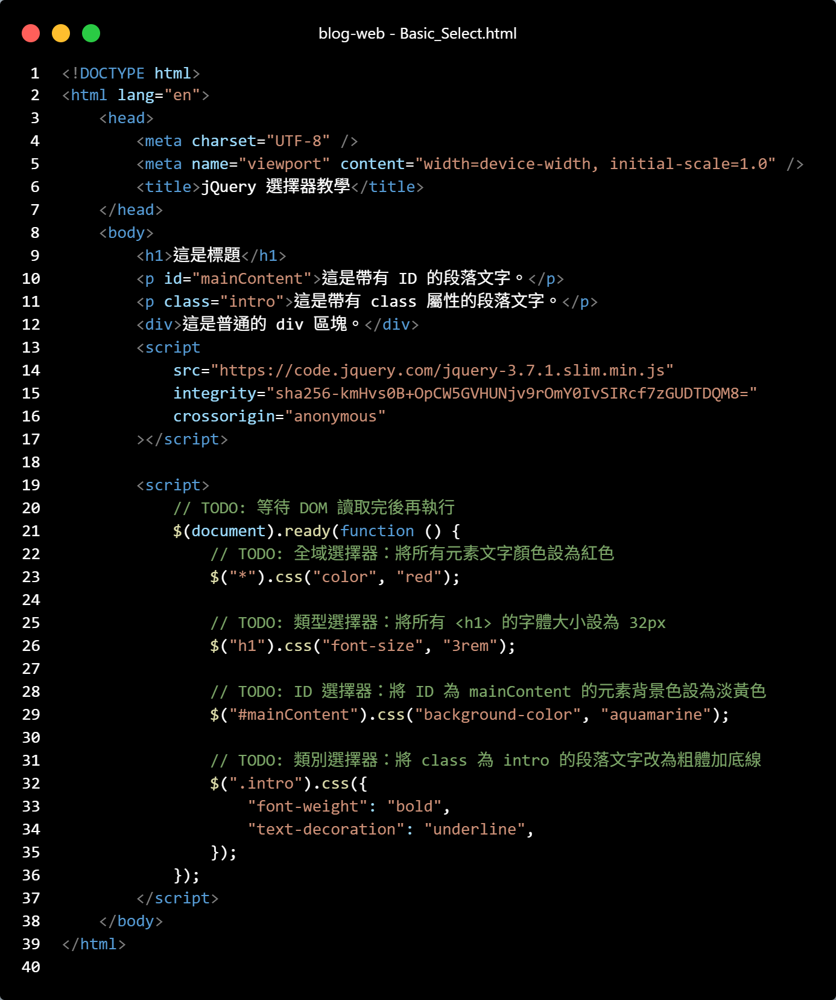 blog-web - Basic_Select.html
1 <!DOCTYPE html>
2 <html lang="en">
3     <head>
4         <meta charset="UTF-8" />
5         <meta name="viewport" content="width=device-width, initial-scale=1.0" />
6         <title>jQuery 選擇器教學</title>
7     </head>
8     <body>
9         <h1>這是標題</h1>
10         <p id="mainContent">這是帶有 ID 的段落文字。</p>
11         <p class="intro">這是帶有 class 屬性的段落文字。</p>
12         <div>這是普通的 div 區塊。</div>
13         <script
14             src="https://code.jquery.com/jquery-3.7.1.slim.min.js"
15             integrity="sha256-kmHvs0B+OpCW5GVHUNjv9rOmY0IvSIRcf7zGUDTDQM8="
16             crossorigin="anonymous"
17         ></script>
18
19         <script>
20             // TODO: 等待 DOM 讀取完後再執行
21             $(document).ready(function () {
22                 // TODO: 全域選擇器：將所有元素文字顏色設為紅色
23                 $("*").css("color", "red");
24
25                 // TODO: 類型選擇器：將所有 <h1> 的字體大小設為 32px
26                 $("h1").css("font-size", "3rem");
27
28                 // TODO: ID 選擇器：將 ID 為 mainContent 的元素背景色設為淡黃色
29                 $("#mainContent").css("background-color", "aquamarine");
30
31                 // TODO: 類別選擇器：將 class 為 intro 的段落文字改為粗體加底線
32                 $(".intro").css({
33                     "font-weight": "bold",
34                     "text-decoration": "underline",
35                 });
36             });
37         </script>
38     </body>
39 </html>
40